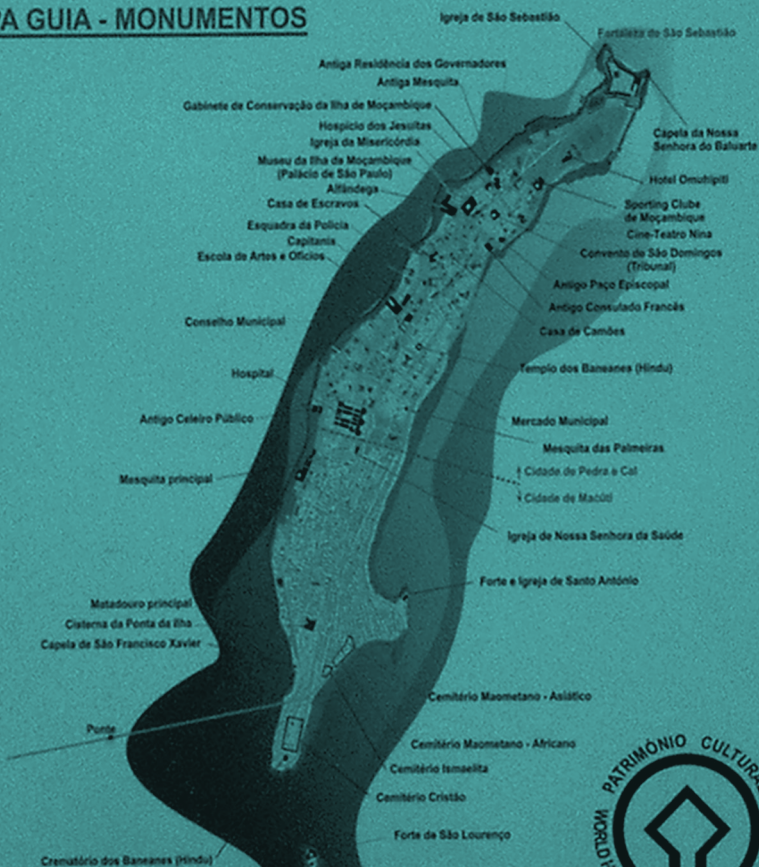 PA GUIA - MONUMENTOS
Igreja de São Sebastião
Fortaleza de São Sebastião
Antiga Residência dos Governadores
Antiga Mesquita
Gabinete de Conservação da Ilha de Moçambique
Hospício dos Jesuítas
Igreja da Misericórdia
Museu da Ilha da Moçambique
(Palácio de São Paulo)
Alfândega
Casa de Escravos
Esquadra da Polícia
Capitania
Escola de Artes e Ofícios
Conselho Municipal
Hospital
Antigo Celeiro Público
Mesquita principal
Matadouro principal
Cisterna da Ponta da Ilha
Capela de São Francisco Xavier
Ponte
Crematório dos Baneanes (Hindu)
Capela da Nossa
Senhora do Baluarte
Hotel Omuhipiti
Sporting Clube
de Moçambique
Cine-Teatro Nina
Convento de São Domingos
(Tribunal)
Antigo Paço Episcopal
Antigo Consulado Francês
Casa de Camões
Templo dos Baneanes (Hindu)
Mercado Municipal
Mesquita das Palmeiras
Cidade de Pedra e Cal
Cidade de Macúti
Igreja de Nossa Senhora da Saúde
Forte e Igreja de Santo António
Cemitério Maometano - Asiático
Cemitério Maometano - Africano
Cemitério Ismaelita
Cemitério Cristão
Forte de São Lourenço
PATRIMÓNIO CULTURA
WORLD H